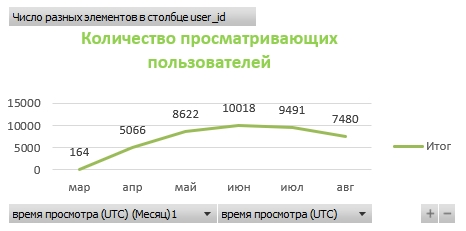 Число разных элементов в столбце user_id
Количество просматривающих
пользователей
15000
10000
5000
0
164
5066
8622
10018
9491
7480
Итог
мар апр май июн июл авг
время просмотра (UTC) (Месяц)1 время просмотра (UTC)
+ −